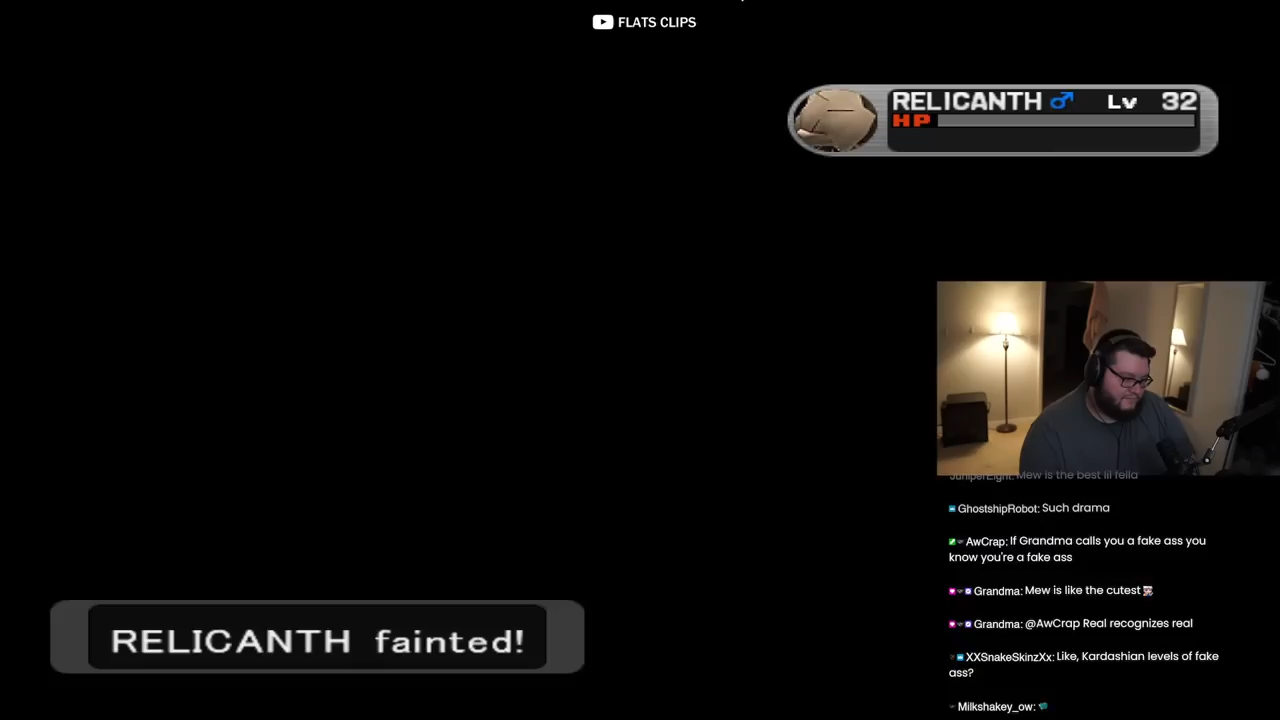 FLATS CLIPS
RELICANTH ♂ Lv 32
HP
RELICANTH fainted!
JuniperEight: Mew is the best lil fella
GhostshipRobot: Such drama
AwCrap: If Grandma calls you a fake ass you
know you're a fake ass
Grandma: Mew is like the cutest
Grandma: @AwCrap Real recognizes real
XXSnakeSkinzXx: Like, Kardashian levels of fake
ass?
Milkshakey_ow: